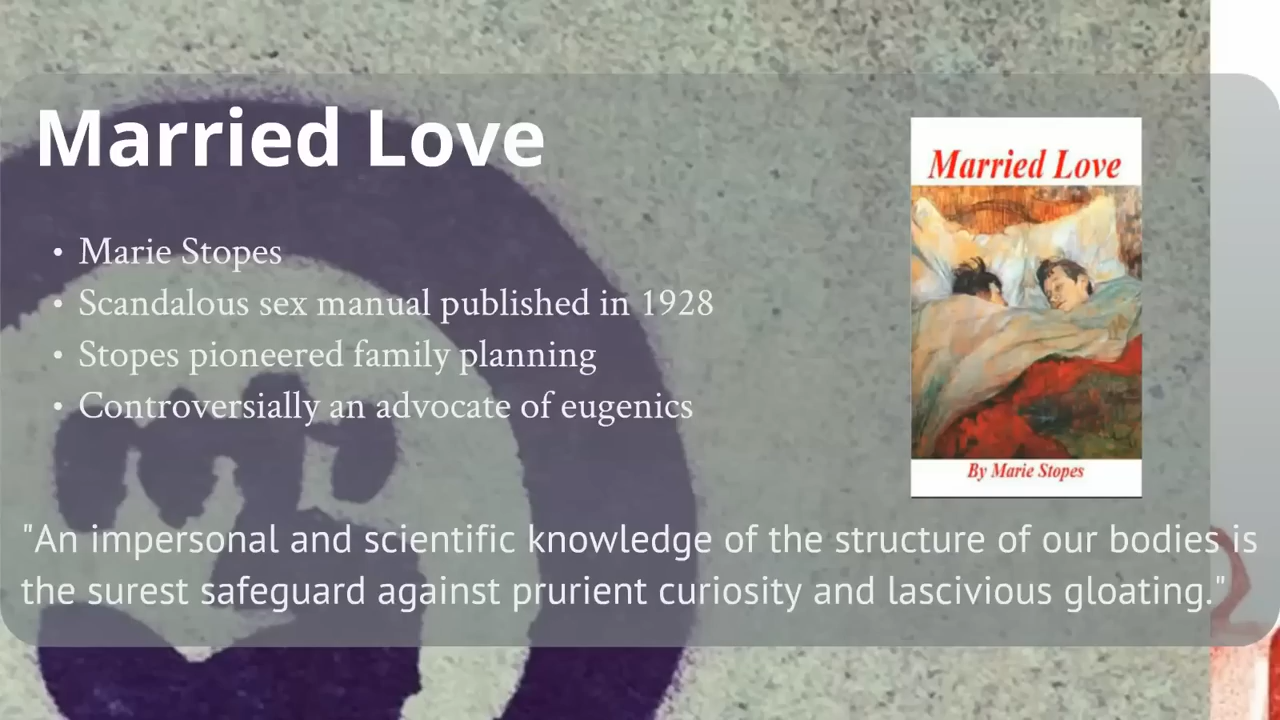 Married Love
• Marie Stopes
• Scandalous sex manual published in 1928
• Stopes pioneered family planning
• Controversially an advocate of eugenics
Married Love
By Marie Stopes
"An impersonal and scientific knowledge of the structure of our bodies is
the surest safeguard against prurient curiosity and lascivious gloating."